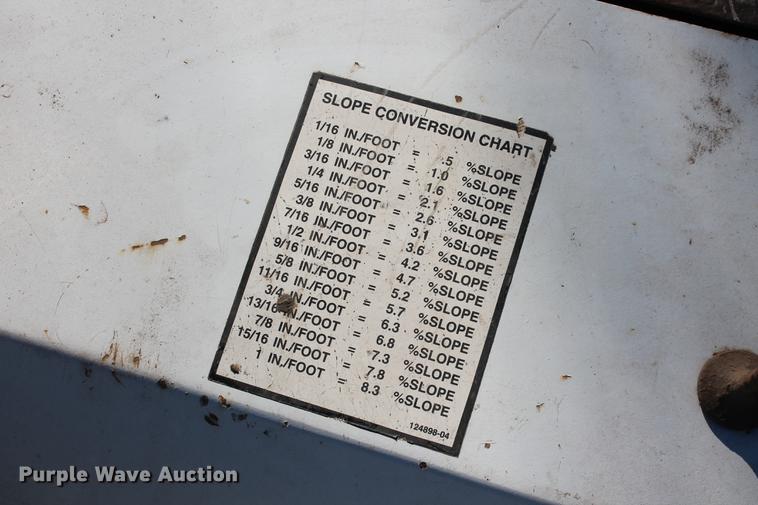 SLOPE CONVERSION CHART
1/16 IN./FOOT = .5 %SLOPE
1/8 IN./FOOT = 1.0 %SLOPE
3/16 IN./FOOT = 1.6 %SLOPE
1/4 IN./FOOT = 2.1 %SLOPE
5/16 IN./FOOT = 2.6 %SLOPE
3/8 IN./FOOT = 3.1 %SLOPE
7/16 IN./FOOT = 3.6 %SLOPE
1/2 IN./FOOT = 4.2 %SLOPE
9/16 IN./FOOT = 4.7 %SLOPE
5/8 IN./FOOT = 5.2 %SLOPE
11/16 IN./FOOT = 5.7 %SLOPE
3/4 IN./FOOT = 6.3 %SLOPE
13/16 IN./FOOT = 6.8 %SLOPE
7/8 IN./FOOT = 7.3 %SLOPE
15/16 IN./FOOT = 7.8 %SLOPE
1 IN./FOOT = 8.3 %SLOPE
124898-04
Purple Wave Auction